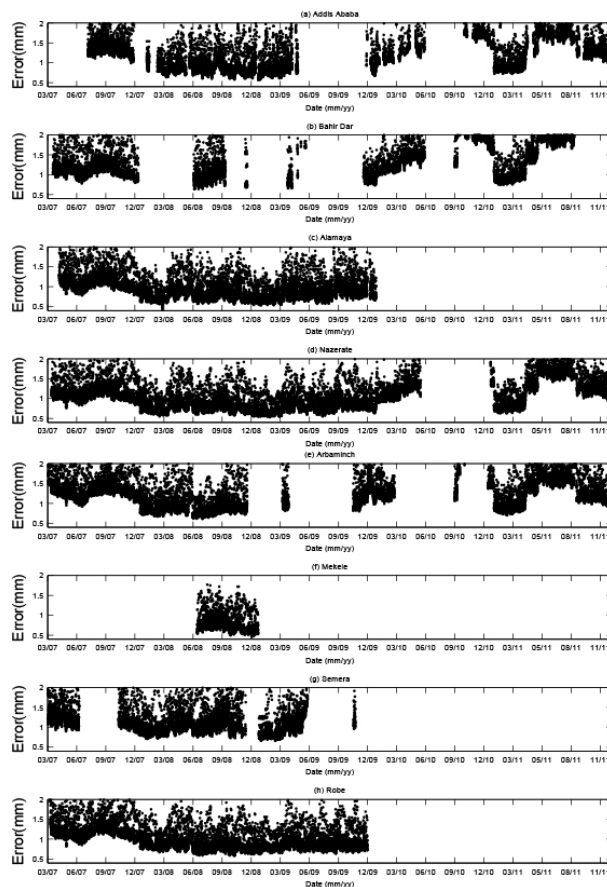 (a) Addis Ababa
2
1.5
1
0.5
Error(mm)
03/07 06/07 09/07 12/07 03/08 06/08 09/08 12/08 03/09 06/09 09/09 12/09 03/10 06/10 09/10 12/10 03/11 05/11 08/11 11/1
Date (mm/yy)
(b) Bahir Dar
2
1.5
1
0.5
Error(mm)
03/07 06/07 09/07 12/07 03/08 06/08 09/08 12/08 03/09 06/09 09/09 12/09 03/10 06/10 09/10 12/10 03/11 05/11 08/11 11/1
Date (mm/yy)
(c) Alamaya
2
1.5
1
0.5
Error(mm)
03/07 06/07 09/07 12/07 03/08 06/08 09/08 12/08 03/09 06/09 09/09 12/09 03/10 06/10 09/10 12/10 03/11 05/11 08/11 11/1
Date (mm/yy)
(d) Nazerate
2
1.5
1
0.5
Error(mm)
03/07 06/07 09/07 12/07 03/08 06/08 09/08 12/08 03/09 06/09 09/09 12/09 03/10 06/10 09/10 12/10 03/11 05/11 08/11 11/1
Date (mm/yy)
(e) Arbaminch
2
1.5
1
0.5
Error(mm)
03/07 06/07 09/07 12/07 03/08 06/08 09/08 12/08 03/09 06/09 09/09 12/09 03/10 06/10 09/10 12/10 03/11 05/11 08/11 11/1
Date (mm/yy)
(f) Mekele
2
1.5
1
0.5
Error(mm)
03/07 06/07 09/07 12/07 03/08 06/08 09/08 12/08 03/09 06/09 09/09 12/09 03/10 06/10 09/10 12/10 03/11 05/11 08/11 11/1
Date (mm/yy)
(g) Semera
2
1.5
1
0.5
Error(mm)
03/07 06/07 09/07 12/07 03/08 06/08 09/08 12/08 03/09 06/09 09/09 12/09 03/10 06/10 09/10 12/10 03/11 05/11 08/11 11/1
Date (mm/yy)
(h) Robe
2
1.5
1
0.5
Error(mm)
03/07 06/07 09/07 12/07 03/08 06/08 09/08 12/08 03/09 06/09 09/09 12/09 03/10 06/10 09/10 12/10 03/11 05/11 08/11 11/1
Date (mm/yy)